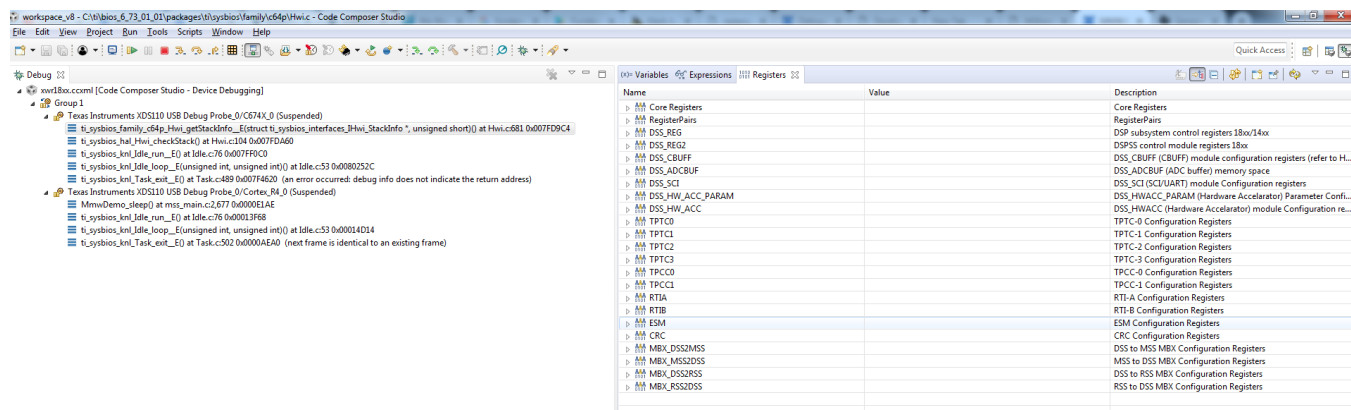 workspace_v8 - C:\ti\bios_6_73_01_01\packages\ti\sysbios\family\c64p\Hwi.c - Code Composer Studio
File Edit View Project Run Tools Scripts Window Help
Quick Access
Debug
xwr18xx.ccxml [Code Composer Studio - Device Debugging]
Group 1
Texas Instruments XDS110 USB Debug Probe_0/C674X_0 (Suspended)
ti_sysbios_family_c64p_Hwi_getStackInfo__E(struct ti_sysbios_interfaces_IHwi_StackInfo *, unsigned short)() at Hwi.c:681 0x007FD9C4
ti_sysbios_hal_Hwi_checkStack() at Hwi.c:104 0x007FDA60
ti_sysbios_knl_Idle_run__E() at Idle.c:76 0x007FF0C0
ti_sysbios_knl_Idle_loop__E(unsigned int, unsigned int)() at Idle.c:53 0x0080252C
ti_sysbios_knl_Task_exit__E() at Task.c:489 0x007F4620 (an error occurred: debug info does not indicate the return address)
Texas Instruments XDS110 USB Debug Probe_0/Cortex_R4_0 (Suspended)
MmwDemo_sleep() at mss_main.c:2,677 0x0000E1AE
ti_sysbios_knl_Idle_run__E() at Idle.c:76 0x00013F68
ti_sysbios_knl_Idle_loop__E(unsigned int, unsigned int)() at Idle.c:53 0x00014D14
ti_sysbios_knl_Task_exit__E() at Task.c:502 0x0000AEA0 (next frame is identical to an existing frame)
(x)= Variables Expressions Registers
Name Value Description
Core Registers Core Registers
RegisterPairs RegisterPairs
DSS_REG DSP subsystem control registers 18xx/14xx
DSS_REG2 DSPSS control module registers 18xx
DSS_CBUFF DSS_CBUFF (CBUFF) module configuration registers (refer to H...
DSS_ADCBUF DSS_ADCBUF (ADC buffer) memory space
DSS_SCI DSS_SCI (SCI/UART) module Configuration registers
DSS_HW_ACC_PARAM DSS_HWACC_PARAM (Hardware Accelarator) Parameter Confi...
DSS_HW_ACC DSS_HWACC (Hardware Accelarator) module Configuration re...
TPTC0 TPTC-0 Configuration Registers
TPTC1 TPTC-1 Configuration Registers
TPTC2 TPTC-2 Configuration Registers
TPTC3 TPTC-3 Configuration Registers
TPCC0 TPCC-0 Configuration Registers
TPCC1 TPCC-1 Configuration Registers
RTIA RTI-A Configuration Registers
RTIB RTI-B Configuration Registers
ESM ESM Configuration Registers
CRC CRC Configuration Registers
MBX_DSS2MSS DSS to MSS MBX Configuration Registers
MBX_MSS2DSS MSS to DSS MBX Configuration Registers
MBX_DSS2RSS DSS to RSS MBX Configuration Registers
MBX_RSS2DSS RSS to DSS MBX Configuration Registers